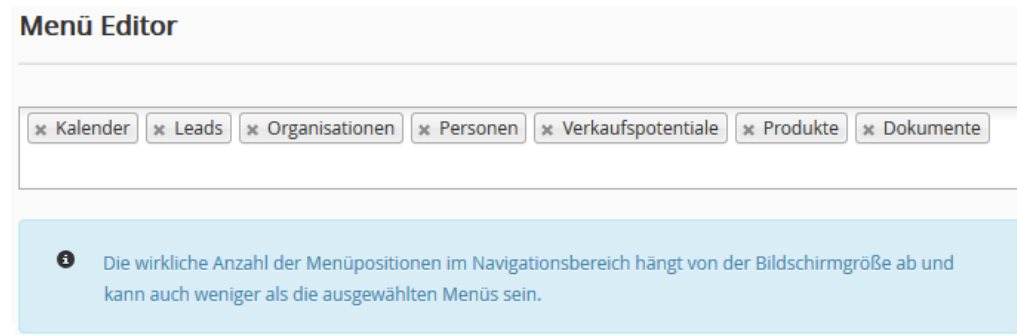 Menü Editor
× Kalender × Leads × Organisationen × Personen × Verkaufspotentiale × Produkte × Dokumente
Die wirkliche Anzahl der Menüpositionen im Navigationsbereich hängt von der Bildschirmgröße ab und
kann auch weniger als die ausgewählten Menüs sein.